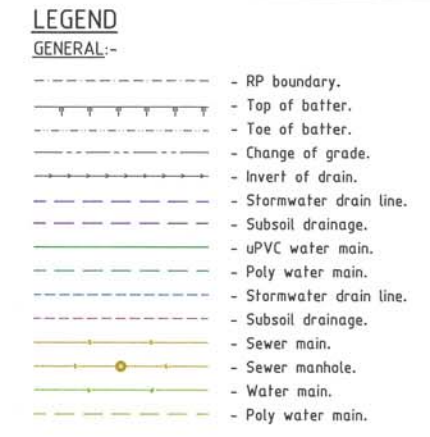 LEGEND
GENERAL:-
- RP boundary.
- Top of batter.
- Toe of batter.
- Change of grade.
- Invert of drain.
- Stormwater drain line.
- Subsoil drainage.
- uPVC water main.
- Poly water main.
- Stormwater drain line.
- Subsoil drainage.
- Sewer main.
- Sewer manhole.
- Water main.
- Poly water main.